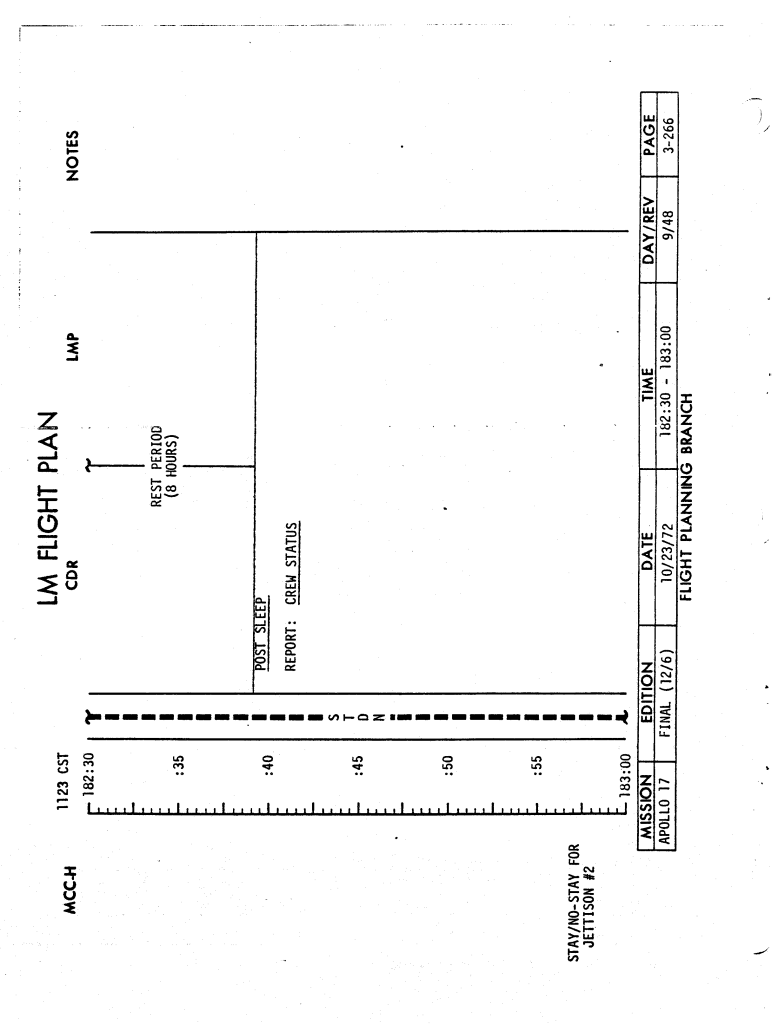 LM FLIGHT PLAN
MCC-H
1123 CST
CDR
LMP
NOTES
182:30
:35
:40
:45
:50
:55
183:00
S
T
D
N
REST PERIOD
(8 HOURS)
POST SLEEP
REPORT: CREW STATUS
STAY/NO-STAY FOR
JETTISON #2
MISSION EDITION DATE TIME DAY/REV PAGE
APOLLO 17 FINAL (12/6) 10/23/72 182:30 - 183:00 9/48 3-266
FLIGHT PLANNING BRANCH